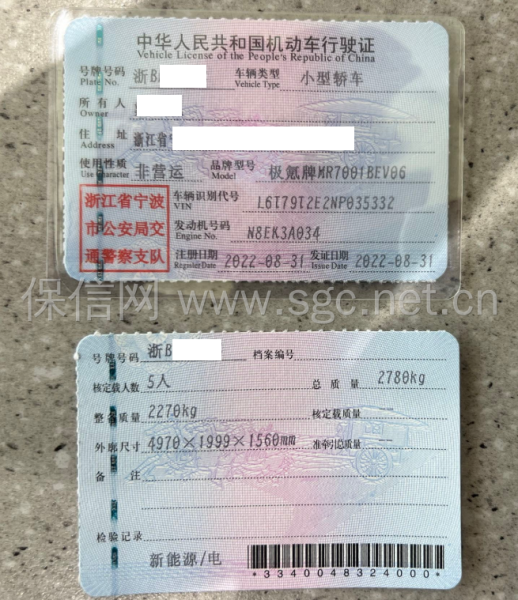 中华人民共和国机动车行驶证
Vehicle License of the People's Republic of China
号牌号码 浙B 车辆类型 小型轿车
Plate No. Vehicle Type
所有人
Owner
住址 浙江省
Address
使用性质 非营运 品牌型号 极氪牌MR7001BEV06
Use Character Model
浙江省宁波
市公安局交
通警察支队
车辆识别代号 L6T79T2E2NP035332
VIN
发动机号码 N8EK3A034
Engine No.
注册日期 2022-08-31 发证日期 2022-08-31
Register Date Issue Date
保信网 www.sgc.net.cn
号牌号码 浙B 档案编号
核定载人数 5人 总质量 2780kg
整备质量 2270kg 核定载质量 --
外廓尺寸 4970×1999×1560mm 准牵引总质量 --
备注
检验记录
新能源/电
*3340048324000*